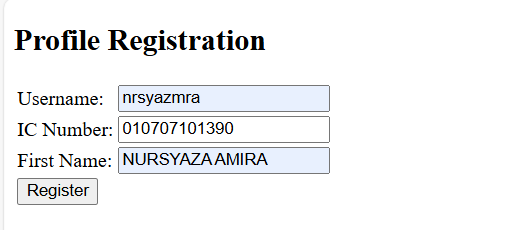 Profile Registration
Username: nrsyazmra
IC Number: 010707101390
First Name: NURSYAZA AMIRA
Register